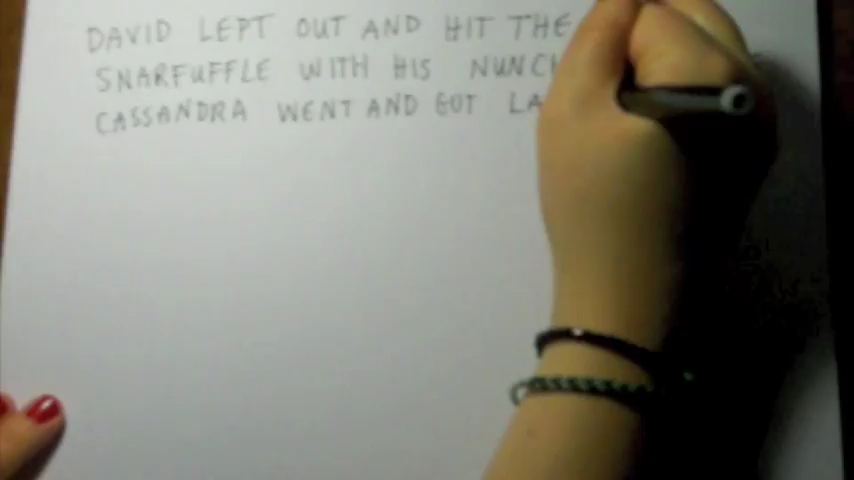 DAVID LEPT OUT AND HIT THE
SNARFUFFLE WITH HIS
CASSANDRA WENT AND GOT